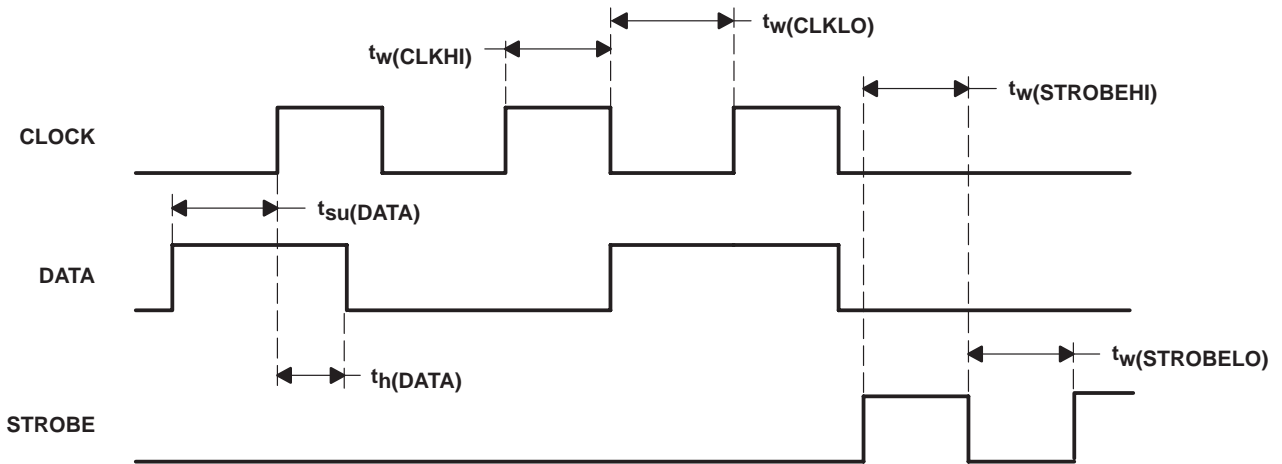 tw(CLKLO)
tw(CLKHI)
tw(STROBEHI)
CLOCK
tsu(DATA)
DATA
tw(STROBELO)
th(DATA)
STROBE